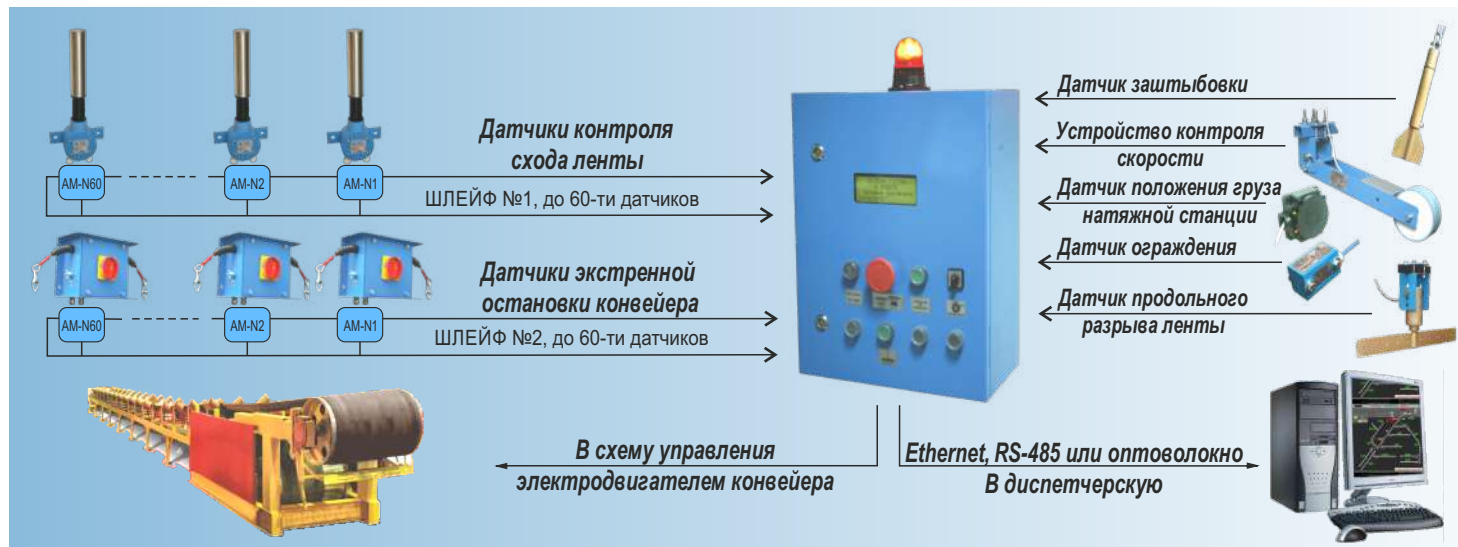 Датчики контроля
схода ленты
AM-N60
AM-N2
AM-N1
ШЛЕЙФ №1, до 60-ти датчиков
Датчики экстренной
остановки конвейера
AM-N60
AM-N2
AM-N1
ШЛЕЙФ №2, до 60-ти датчиков
Датчик заштыбовки
Устройство контроля
скорости
Датчик положения груза
натяжной станции
Датчик ограждения
Датчик продольного
разрыва ленты
В схему управления
электродвигателем конвейера
Ethernet, RS-485 или оптоволокно
В диспетчерскую